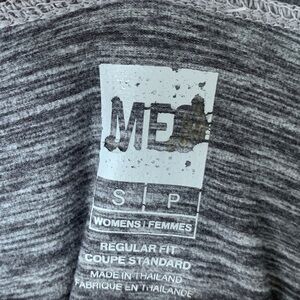 MEC
S | P
WOMENS / FEMMES
REGULAR FIT
COUPE STANDARD
MADE IN THAILAND
FABRIQUÉ EN THAÏLANDE